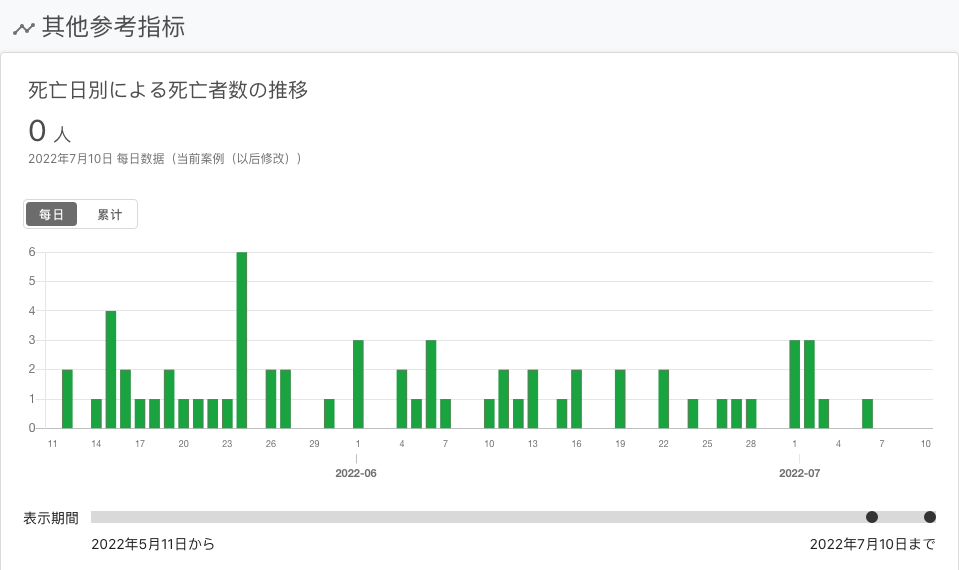 其他参考指标
死亡日別による死亡者数の推移
0 人
2022年7月10日 每日数据（当前案例（以后修改））
每日 累计
6
5
4
3
2
1
0
11 14 17 20 23 26 29 1 4 7 10 13 16 19 22 25 28 1 4 7 10
2022-06 2022-07
表示期間
2022年5月11日から 2022年7月10日まで